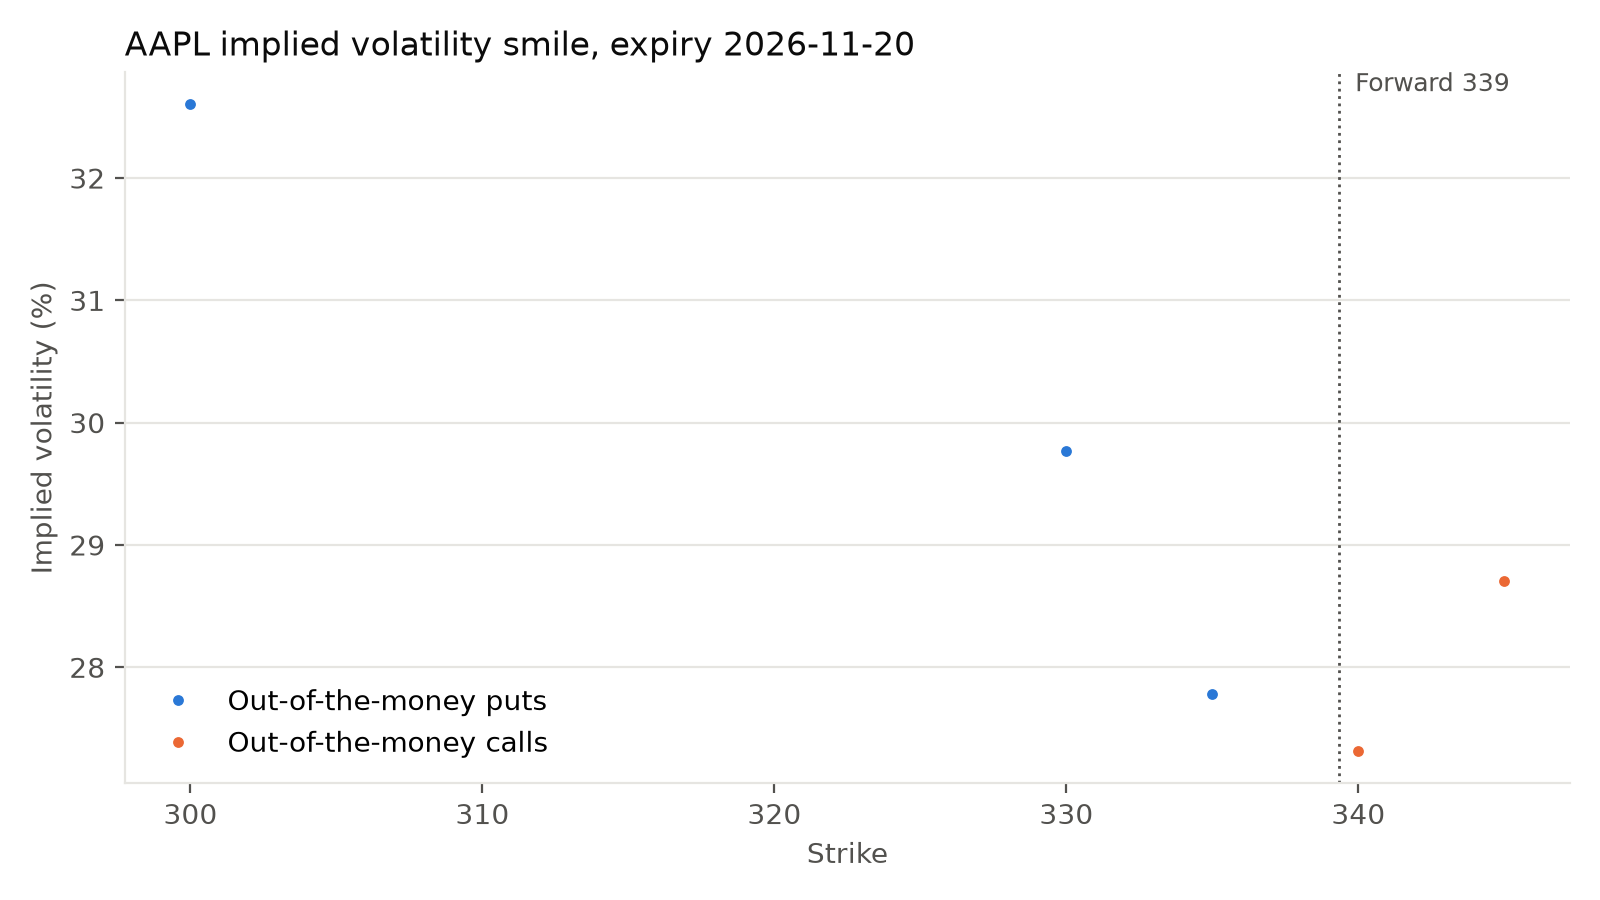 AAPL implied volatility smile, expiry 2026-11-20
Forward 339
Implied volatility (%)
32
31
30
29
28
Out-of-the-money puts
Out-of-the-money calls
300 310 320 330 340
Strike